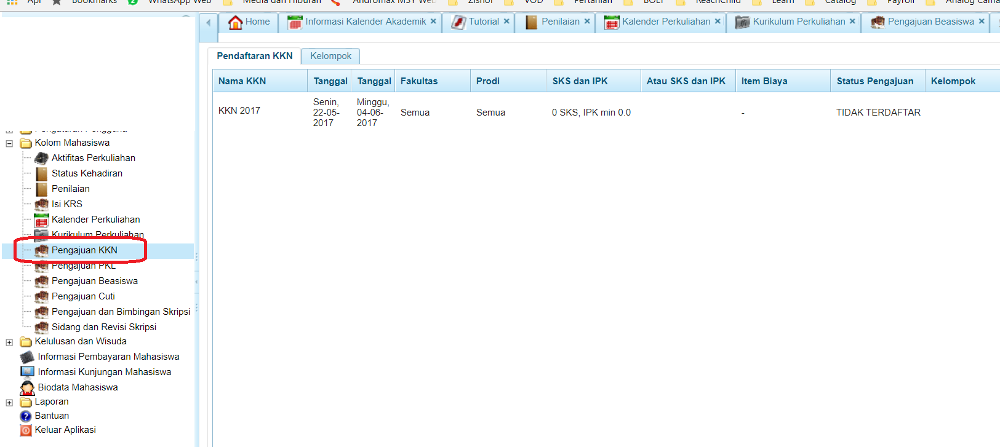 Api Bookmarks WhatsApp Web Media dan Hiburan Andromax M3Y Web Zishof VOD Pertanian BOLT ReachChild Learn Catalog Payroll Analog Cama
Home Informasi Kalender Akademik Tutorial Penilaian Kalender Perkuliahan Kurikulum Perkuliahan Pengajuan Beasiswa
Pendaftaran KKN Kelompok
Nama KKN Tanggal Tanggal Fakultas Prodi SKS dan IPK Atau SKS dan IPK Item Biaya Status Pengajuan Kelompok
KKN 2017 Senin, 22-05-2017 Minggu, 04-06-2017 Semua Semua 0 SKS, IPK min 0.0 - TIDAK TERDAFTAR
Pengaturan Pengguna
Kolom Mahasiswa
Aktifitas Perkuliahan
Status Kehadiran
Penilaian
Isi KRS
Kalender Perkuliahan
Kurikulum Perkuliahan
Pengajuan KKN
Pengajuan PKL
Pengajuan Beasiswa
Pengajuan Cuti
Pengajuan dan Bimbingan Skripsi
Sidang dan Revisi Skripsi
Kelulusan dan Wisuda
Informasi Pembayaran Mahasiswa
Informasi Kunjungan Mahasiswa
Biodata Mahasiswa
Laporan
Bantuan
Keluar Aplikasi